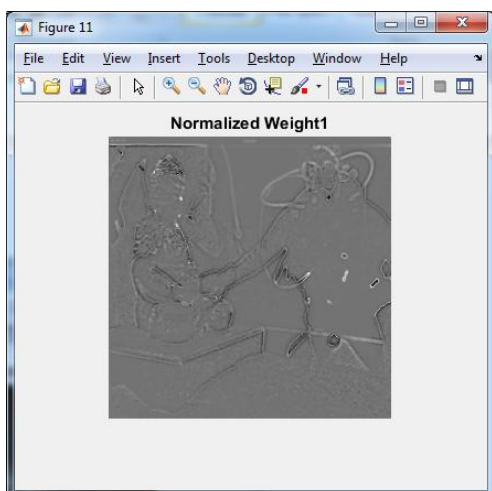 Figure 11
File Edit View Insert Tools Desktop Window Help
Normalized Weight1